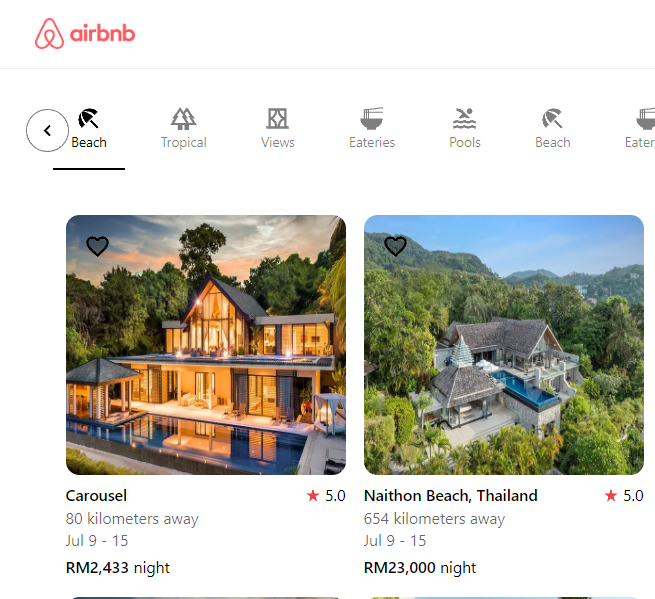 airbnb
Beach Tropical Views Eateries Pools Beach Eater
Carousel 5.0
80 kilometers away
Jul 9 - 15
RM2,433 night
Naithon Beach, Thailand 5.0
654 kilometers away
Jul 9 - 15
RM23,000 night